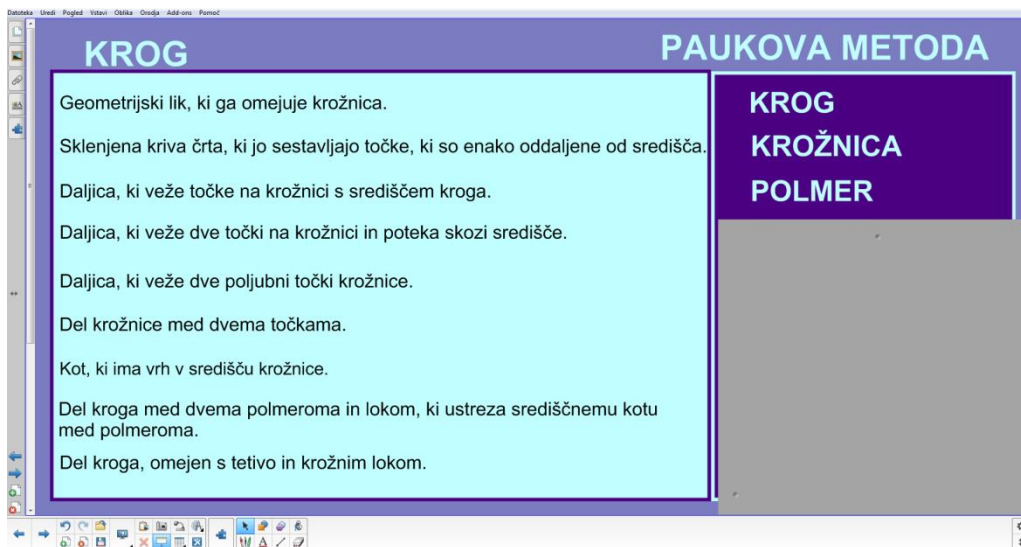 Datoteka Uredi Pogled Vstavi Oblika Orodja Add-ons Pomoč
KROG
PAUKOVA METODA
Geometrijski lik, ki ga omejuje krožnica.
Sklenjena kriva črta, ki jo sestavljajo točke, ki so enako oddaljene od središča.
Daljica, ki veže točke na krožnici s središčem kroga.
Daljica, ki veže dve točki na krožnici in poteka skozi središče.
Daljica, ki veže dve poljubni točki krožnice.
Del krožnice med dvema točkama.
Kot, ki ima vrh v središču krožnice.
Del kroga med dvema polmeroma in lokom, ki ustreza središčnemu kotu
med polmeroma.
Del kroga, omejen s tetivo in krožnim lokom.
KROG
KROŽNICA
POLMER